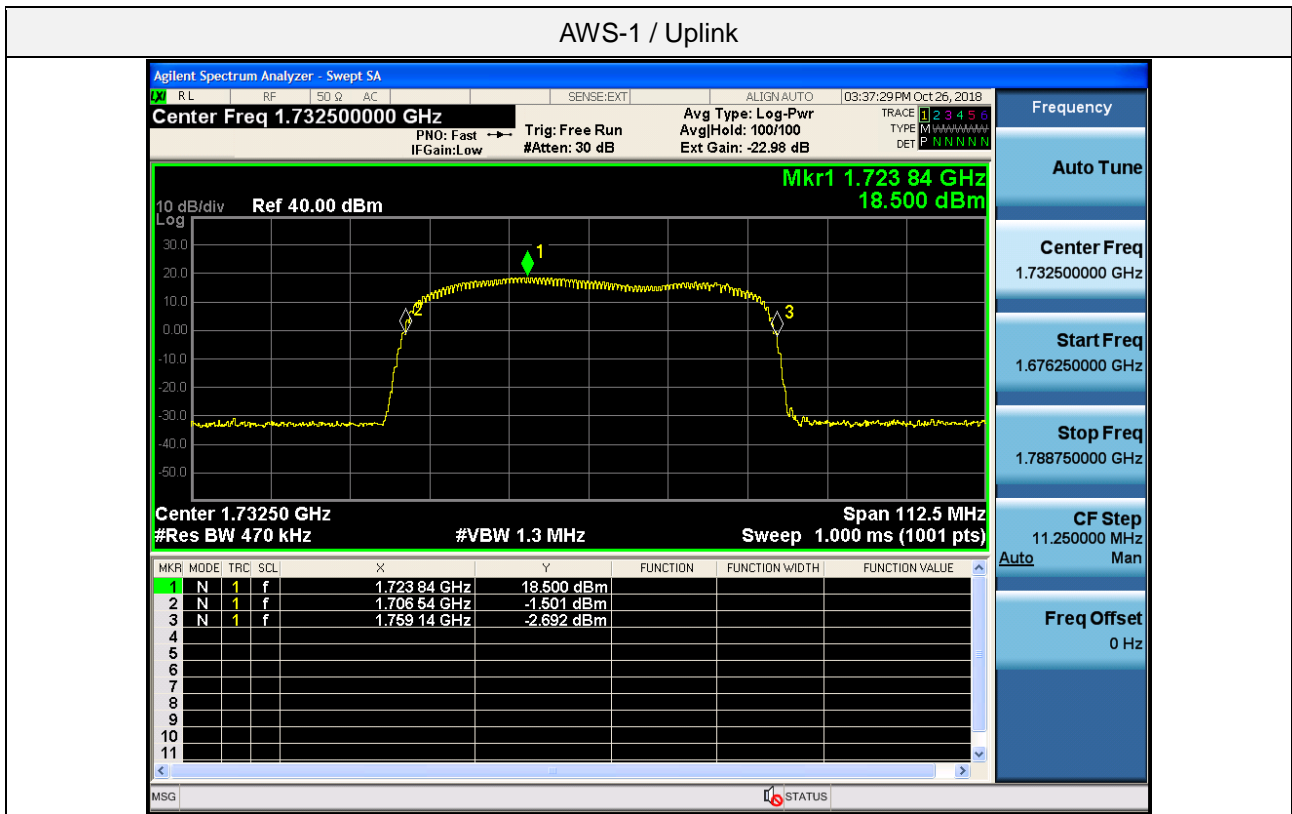 AWS-1 / Uplink
Agilent Spectrum Analyzer - Swept SA
LXI RL RF 50 Ω AC SENSE:EXT ALIGN AUTO 03:37:29 PM Oct 26, 2018
Center Freq 1.732500000 GHz
PNO: Fast
IFGain:Low
Trig: Free Run
#Atten: 30 dB
Avg Type: Log-Pwr
Avg|Hold: 100/100
Ext Gain: -22.98 dB
TRACE 1 2 3 4 5 6
TYPE M W W W W W
DET P N N N N N
Mkr1 1.723 84 GHz
18.500 dBm
10 dB/div Ref 40.00 dBm
Log
30.0
20.0
10.0
0.00
-10.0
-20.0
-30.0
-40.0
-50.0
1
2
3
Center 1.73250 GHz Span 112.5 MHz
#Res BW 470 kHz #VBW 1.3 MHz Sweep 1.000 ms (1001 pts)
MKR MODE TRC SCL X Y FUNCTION FUNCTION WIDTH FUNCTION VALUE
1 N 1 f 1.723 84 GHz 18.500 dBm
2 N 1 f 1.706 54 GHz -1.501 dBm
3 N 1 f 1.759 14 GHz -2.692 dBm
4
5
6
7
8
9
10
11
MSG STATUS
Frequency
Auto Tune
Center Freq
1.732500000 GHz
Start Freq
1.676250000 GHz
Stop Freq
1.788750000 GHz
CF Step
11.250000 MHz
Auto Man
Freq Offset
0 Hz